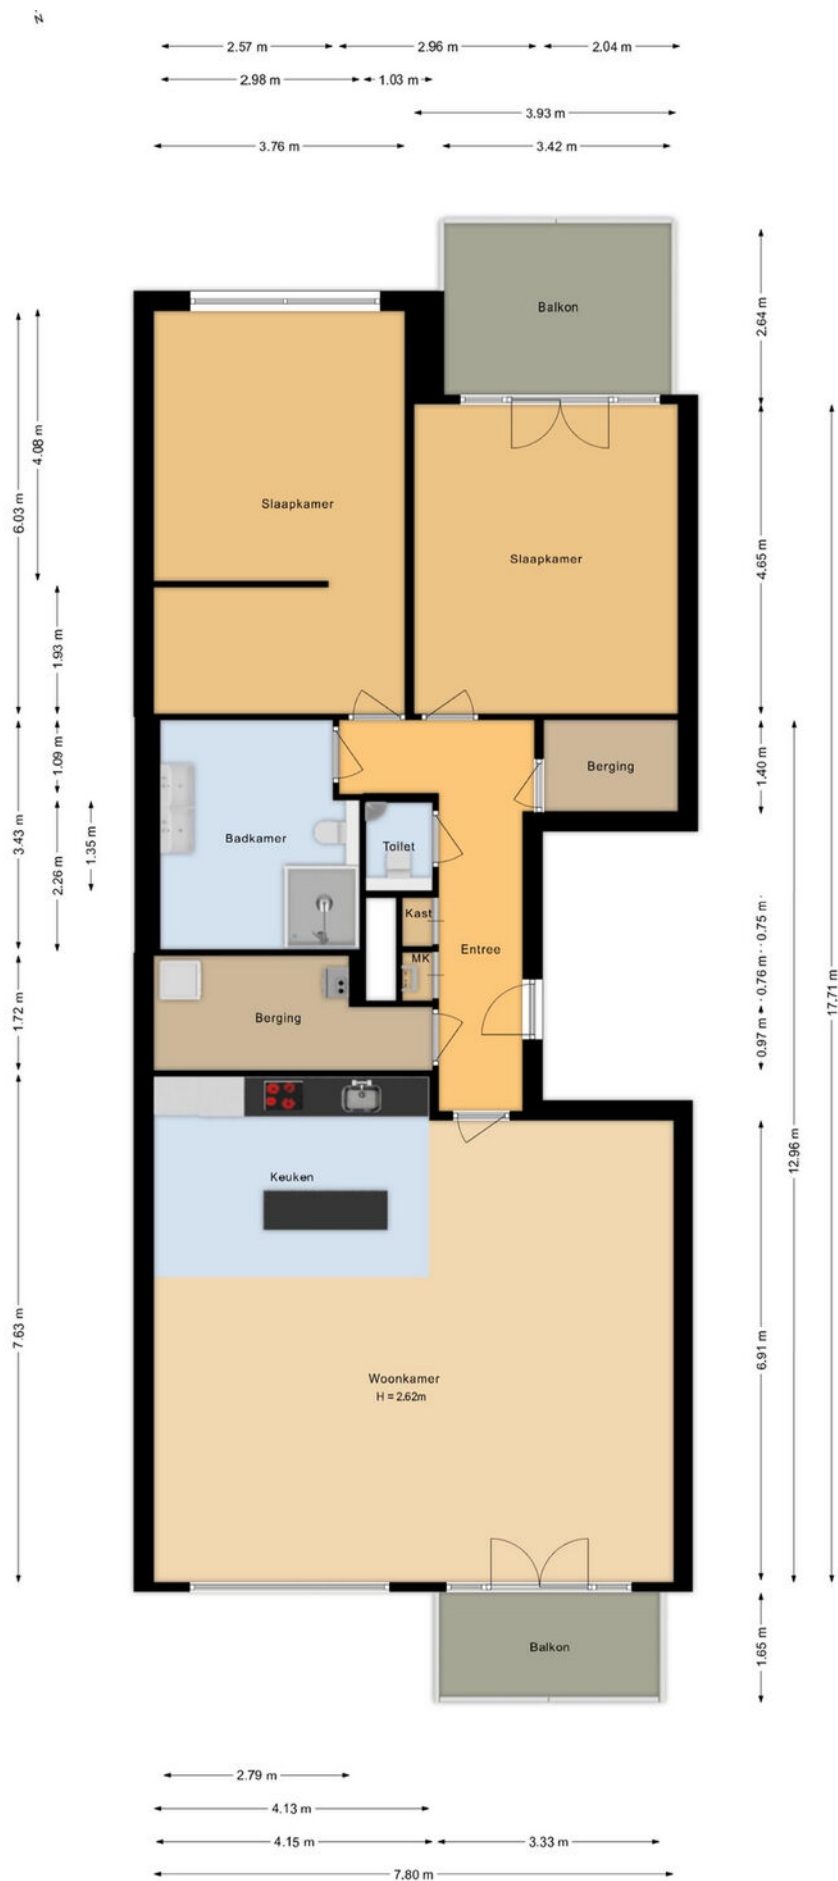 N
2.57 m
2.96 m
2.04 m
2.98 m
1.03 m
3.93 m
3.76 m
3.42 m
Balkon
2.64 m
4.08 m
6.03 m
Slaapkamer
Slaapkamer
4.65 m
1.93 m
1.09 m
3.43 m
2.26 m
1.35 m
Badkamer
Toilet
Berging
1.40 m
Kast
MK
Entree
0.75 m
0.76 m
0.97 m
17.71 m
1.72 m
Berging
12.96 m
Keuken
7.63 m
Woonkamer
H = 2.62m
6.91 m
Balkon
1.65 m
2.79 m
4.13 m
4.15 m
3.33 m
7.80 m